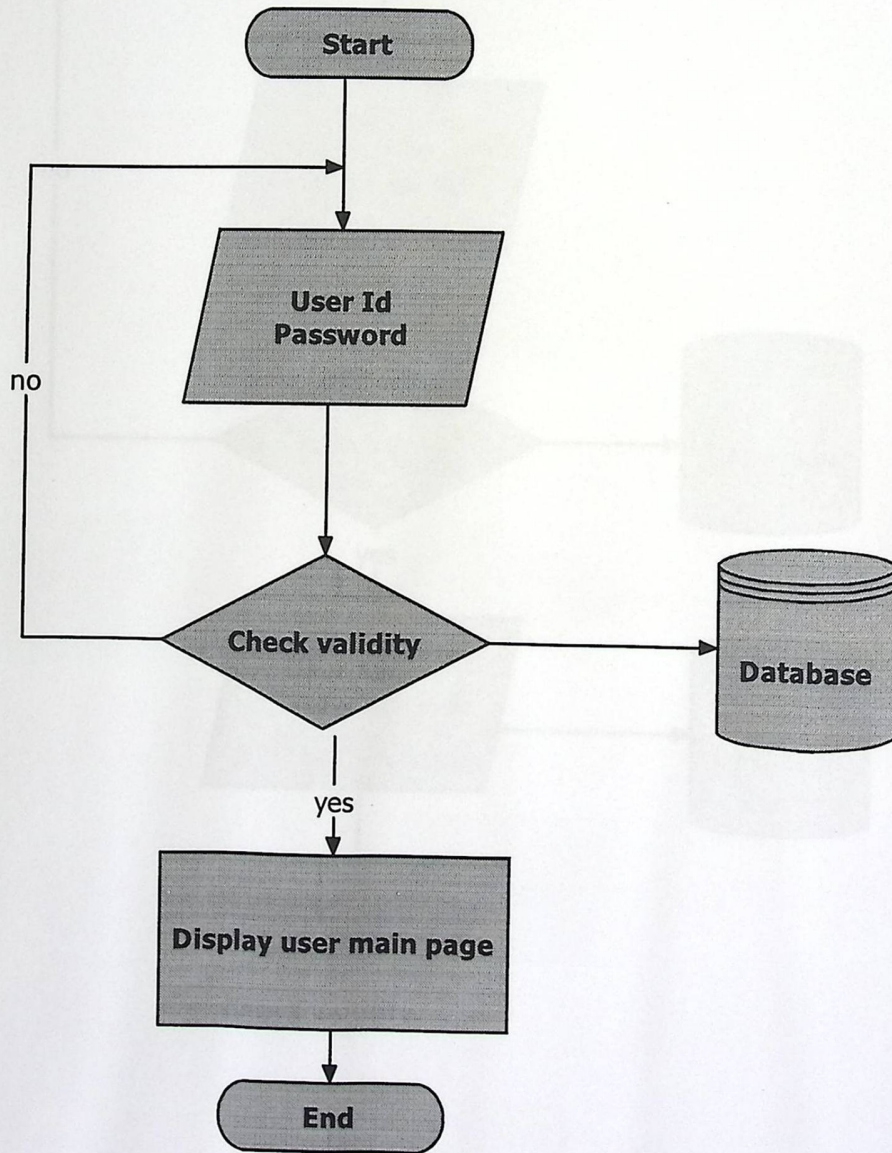 Start
User Id
Password
no
Check validity
Database
yes
Display user main page
End